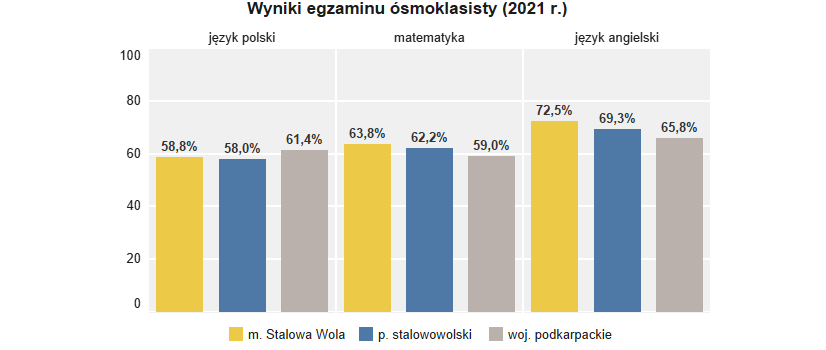 Wyniki egzaminu ósmoklasisty (2021 r.)
język polski matematyka język angielski
100
80
60
40
20
0
58,8% 58,0% 61,4% 63,8% 62,2% 59,0% 72,5% 69,3% 65,8%
m. Stalowa Wola p. stalowowolski woj. podkarpackie